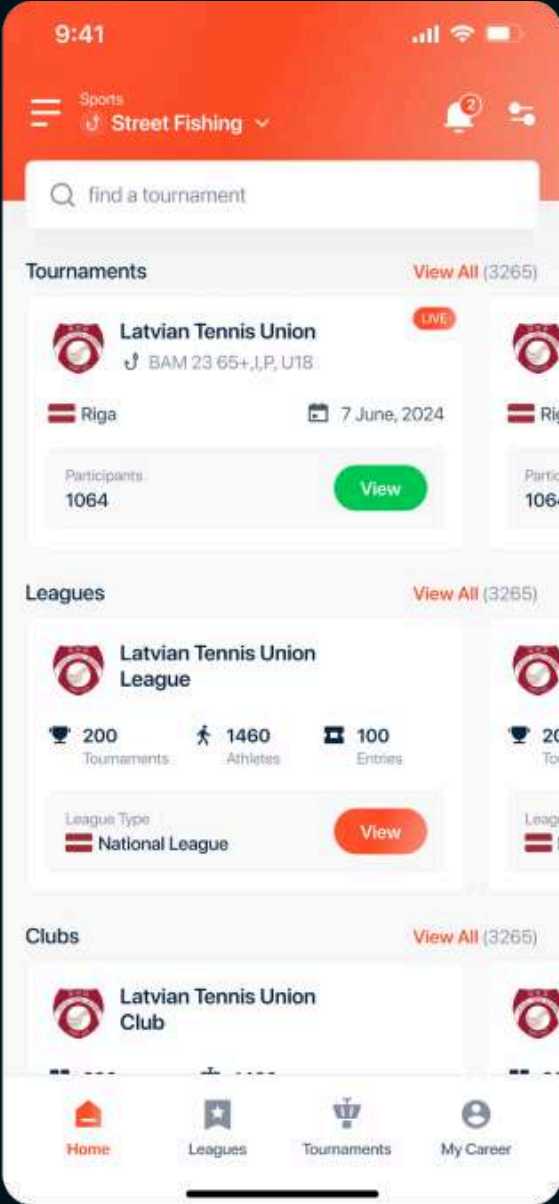 9:41
Sports
Street Fishing
2
find a tournament
Tournaments
View All (3265)
Latvian Tennis Union
LIVE
BAM 23 65+,I,P, U18
Riga
7 June, 2024
Participants
1064
View
Leagues
View All (3265)
Latvian Tennis Union
League
200
1460
100
Tournaments
Athletes
Entries
League Type
National League
View
Clubs
View All (3265)
Latvian Tennis Union
Club
Home
Leagues
Tournaments
My Career